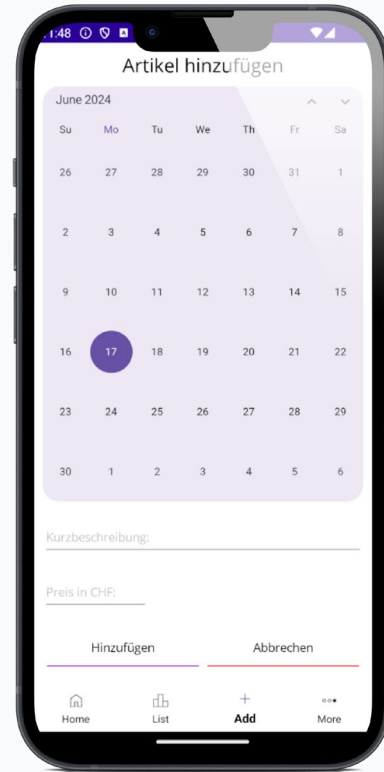 11:48
Artikel hinzufügen
June 2024
Su Mo Tu We Th Fr Sa
26 27 28 29 30 31 1
2 3 4 5 6 7 8
9 10 11 12 13 14 15
16 17 18 19 20 21 22
23 24 25 26 27 28 29
30 1 2 3 4 5 6
Kurzbeschreibung:
Preis in CHF:
Hinzufügen Abbrechen
Home List Add More